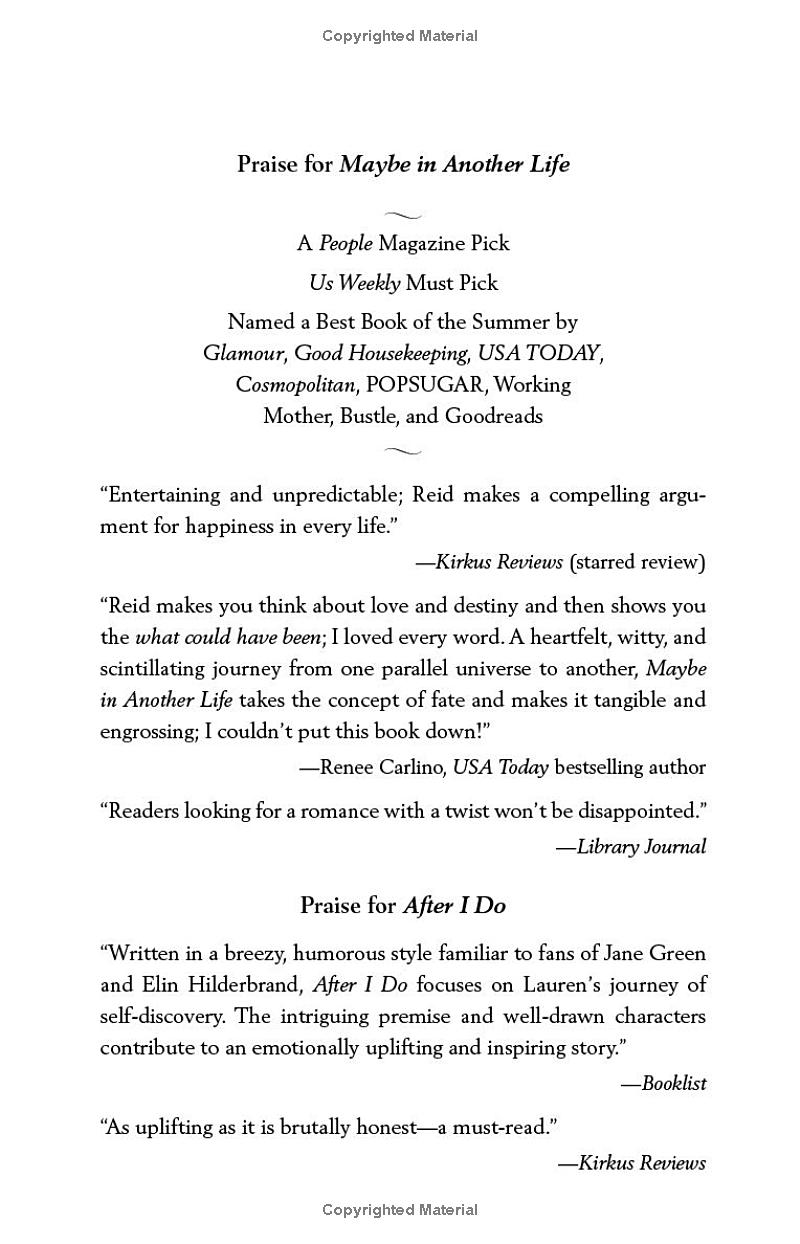 Copyrighted Material
Praise for Maybe in Another Life
A People Magazine Pick
Us Weekly Must Pick
Named a Best Book of the Summer by
Glamour, Good Housekeeping, USA TODAY,
Cosmopolitan, POPSUGAR, Working
Mother, Bustle, and Goodreads
“Entertaining and unpredictable; Reid makes a compelling argu-
ment for happiness in every life.”
—Kirkus Reviews (starred review)
“Reid makes you think about love and destiny and then shows you
the what could have been; I loved every word. A heartfelt, witty, and
scintillating journey from one parallel universe to another, Maybe
in Another Life takes the concept of fate and makes it tangible and
engrossing; I couldn’t put this book down!”
—Renee Carlino, USA Today bestselling author
“Readers looking for a romance with a twist won’t be disappointed.”
—Library Journal
Praise for After I Do
“Written in a breezy, humorous style familiar to fans of Jane Green
and Elin Hilderbrand, After I Do focuses on Lauren’s journey of
self-discovery. The intriguing premise and well-drawn characters
contribute to an emotionally uplifting and inspiring story.”
—Booklist
“As uplifting as it is brutally honest—a must-read.”
—Kirkus Reviews
Copyrighted Material